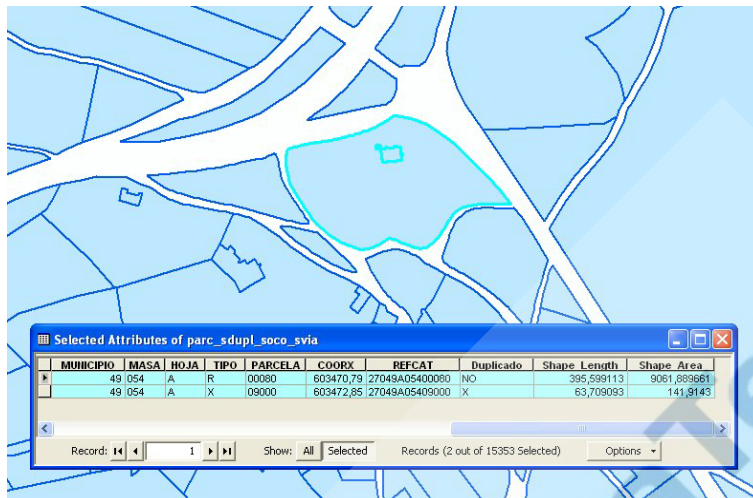 Selected Attributes of parc_sdupl_soco_svia
MUNICIPIO MASA HOJA TIPO PARCELA COORX REFCAT Duplicado Shape_Length Shape_Area
49 054 A R 00080 603470,79 27049A05400080 NO 395,599113 9061,889661
49 054 A X 09000 603472,85 27049A05409000 X 63,709093 141,9143
Record: 1 Show: All Selected Records (2 out of 15353 Selected) Options